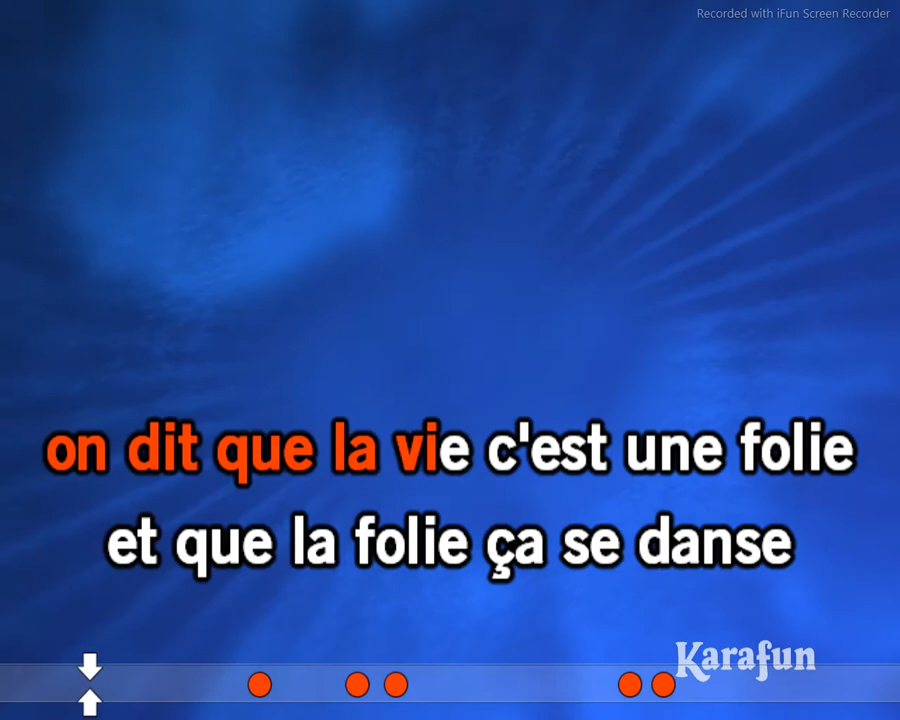 Recorded with iFun Screen Recorder
on dit que la vie c'est une folie
et que la folie ça se danse
Karafun